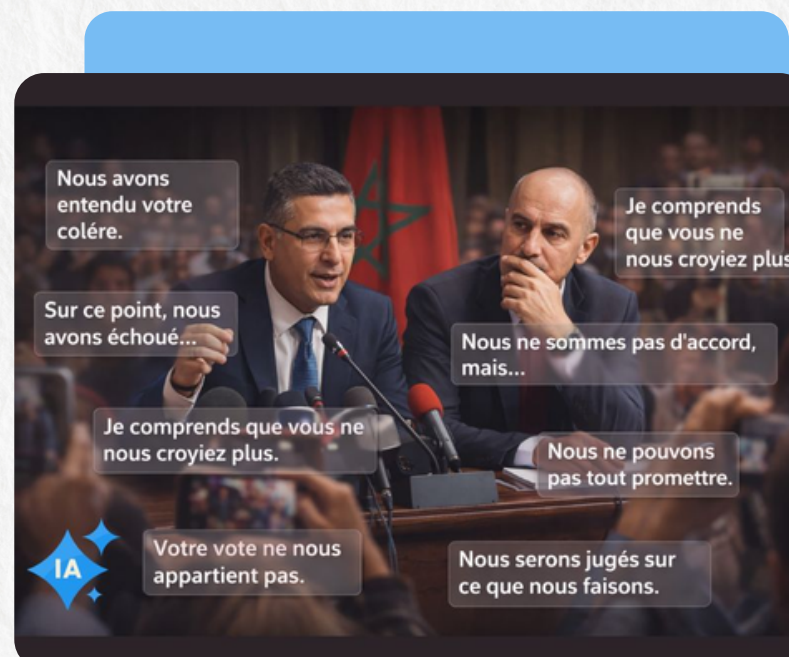 Nous avons
entendu votre
colére.
Je comprends
que vous ne
nous croyiez plus
Sur ce point, nous
avons échoué...
Nous ne sommes pas d'accord,
mais...
Je comprends que vous ne
nous croyiez plus.
Nous ne pouvons
pas tout promettre.
Votre vote ne nous
appartient pas.
Nous serons jugés sur
ce que nous faisons.
IA